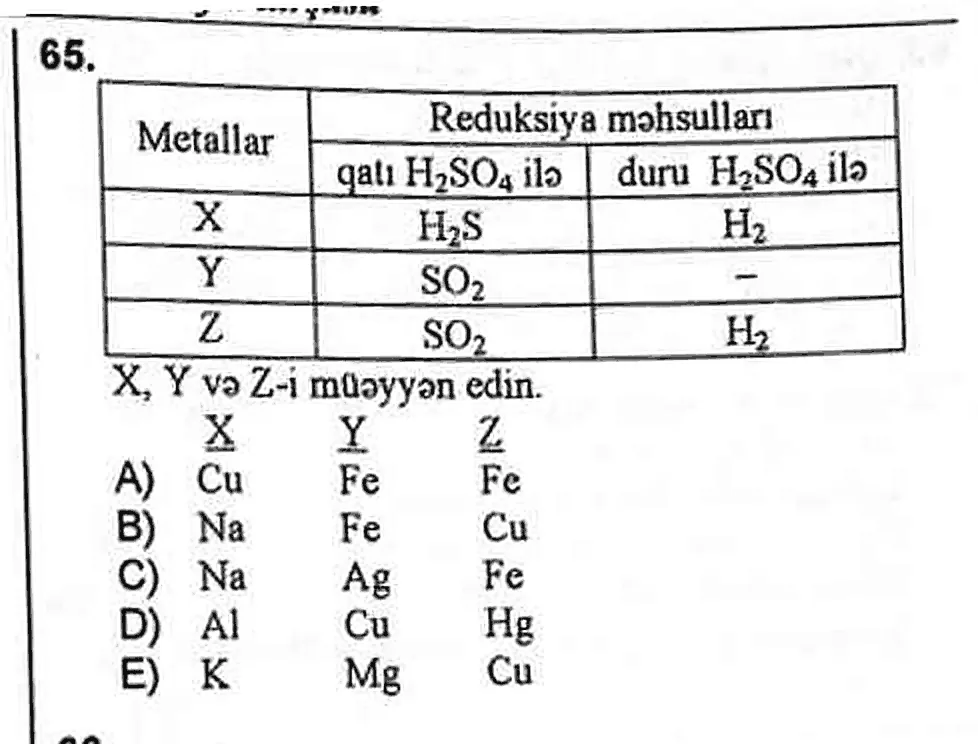 65.
Metallar Reduksiya məhsulları
qatı H₂SO₄ ilə duru H₂SO₄ ilə
X H₂S H₂
Y SO₂ –
Z SO₂ H₂
X, Y və Z-i müəyyən edin.
X Y Z
A) Cu Fe Fe
B) Na Fe Cu
C) Na Ag Fe
D) Al Cu Hg
E) K Mg Cu